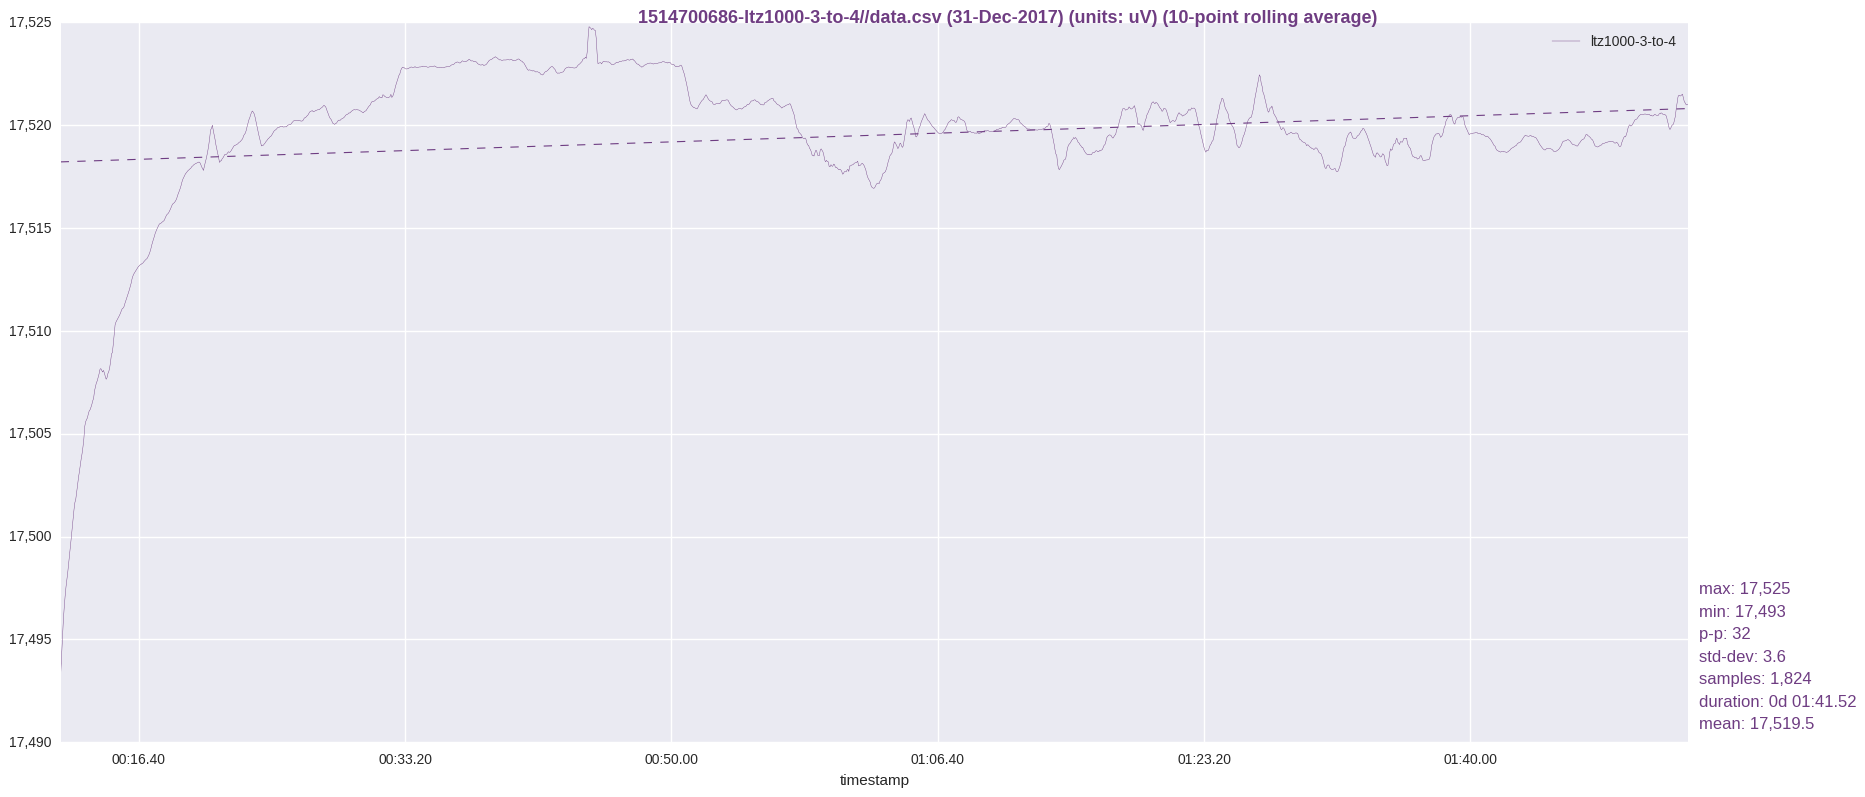 1514700686-ltz1000-3-to-4//data.csv (31-Dec-2017) (units: uV) (10-point rolling average)
ltz1000-3-to-4
17,525
17,520
17,515
17,510
17,505
17,500
17,495
17,490
max: 17,525
min: 17,493
p-p: 32
std-dev: 3.6
samples: 1,824
duration: 0d 01:41.52
mean: 17,519.5
00:16.40 00:33.20 00:50.00 01:06.40 01:23.20 01:40.00
timestamp